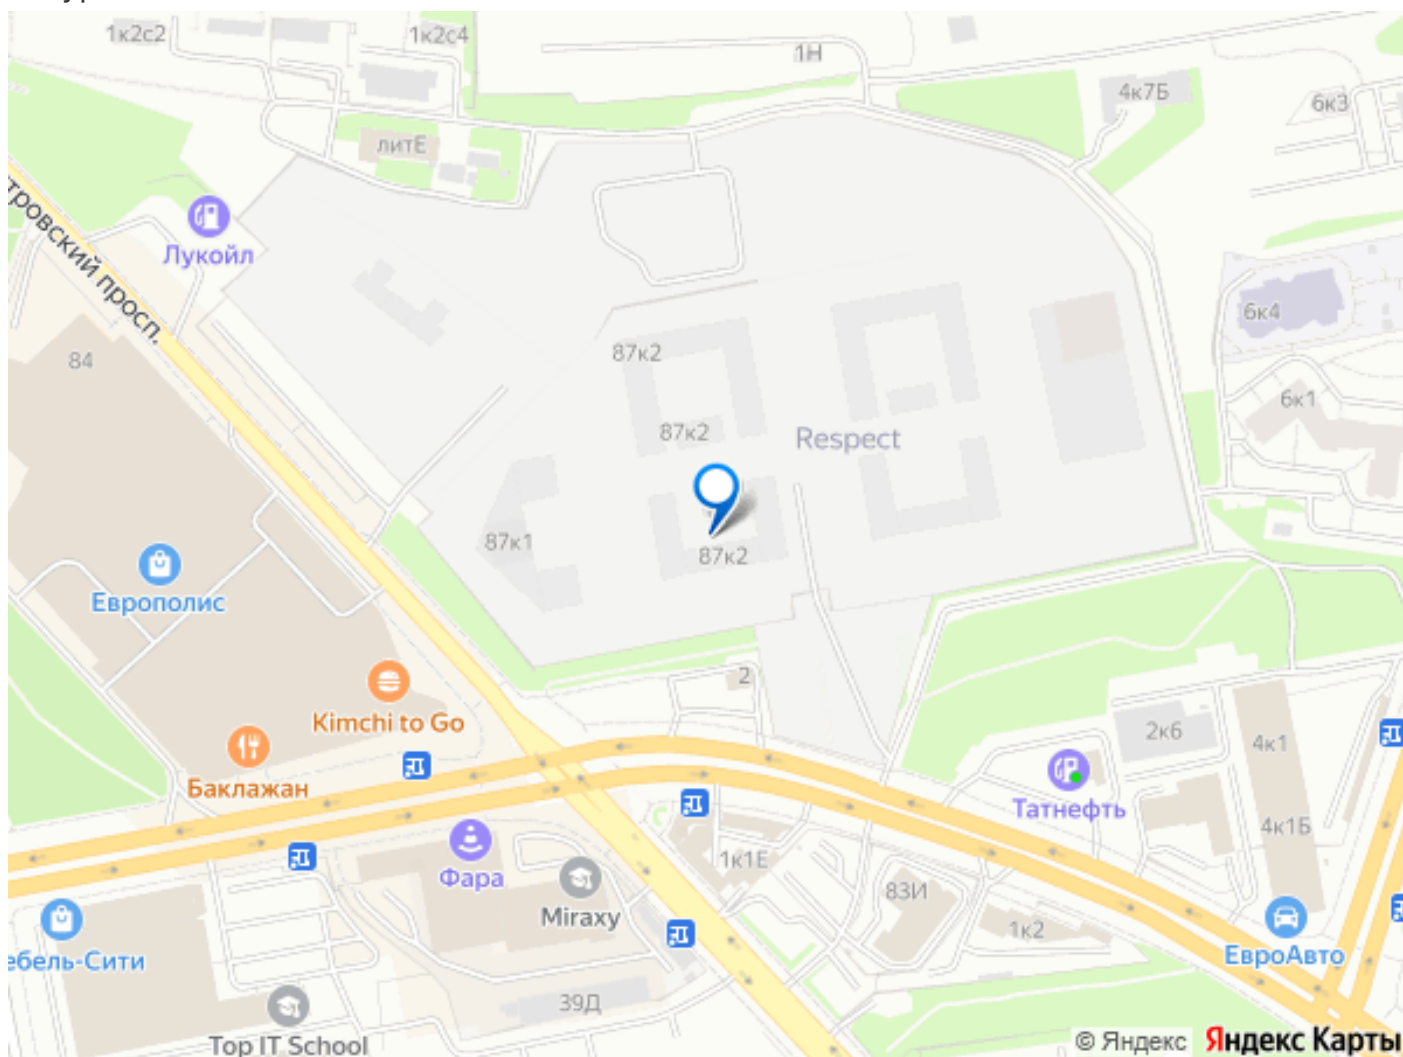 1к2с2
1к2с4
1Н
4к7Б
6к3
литЕ
Лукойл
тровский просп.
84
87к2
6к4
6к1
87к2
Respect
87к1
87к2
Европолис
Kimchi to Go
2
2к6
4к1
Баклажан
Татнефть
4к1Б
Фара
1к1Е
83И
Miraxy
1к2
ебель-Сити
ЕвроАвто
39Д
Top IT School
© Яндекс Яндекс Карты